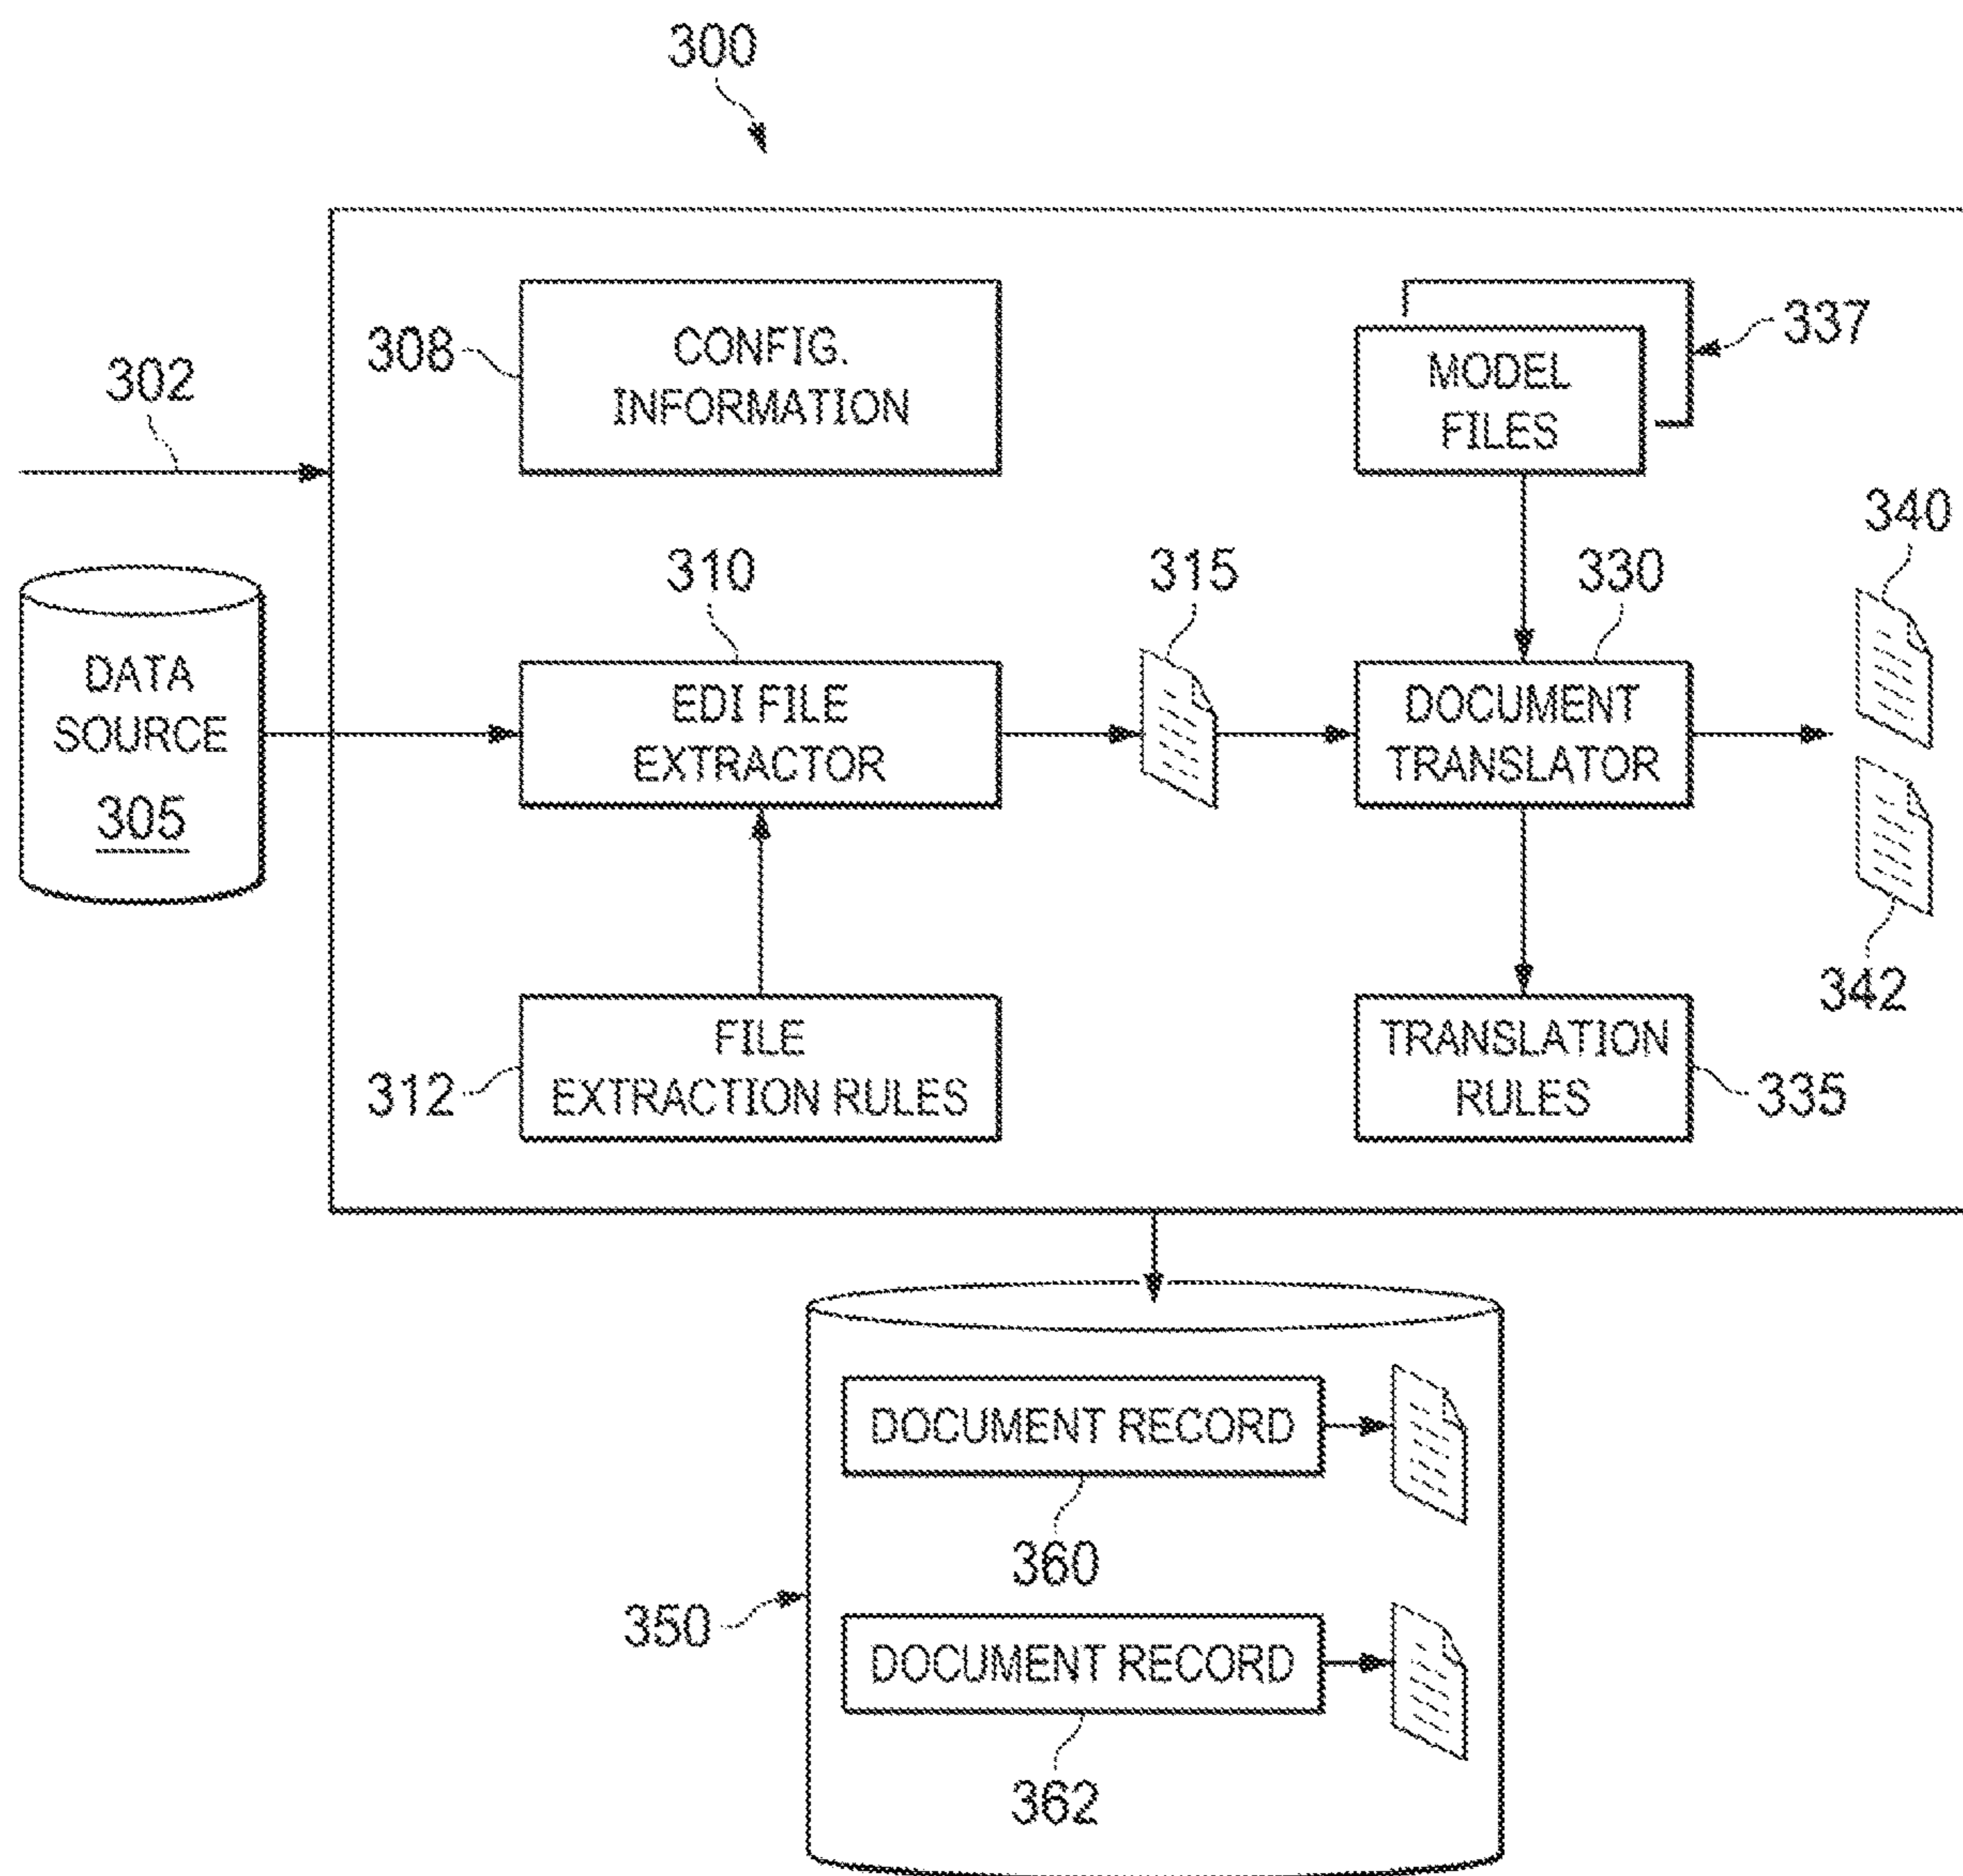 300
CONFIG.
INFORMATION
308
MODEL
FILES
337
302
340
310
315
330
DATA
SOURCE
305
EDI FILE
EXTRACTOR
DOCUMENT
TRANSLATOR
342
FILE
EXTRACTION RULES
312
TRANSLATION
RULES
335
DOCUMENT RECORD
360
350
DOCUMENT RECORD
362